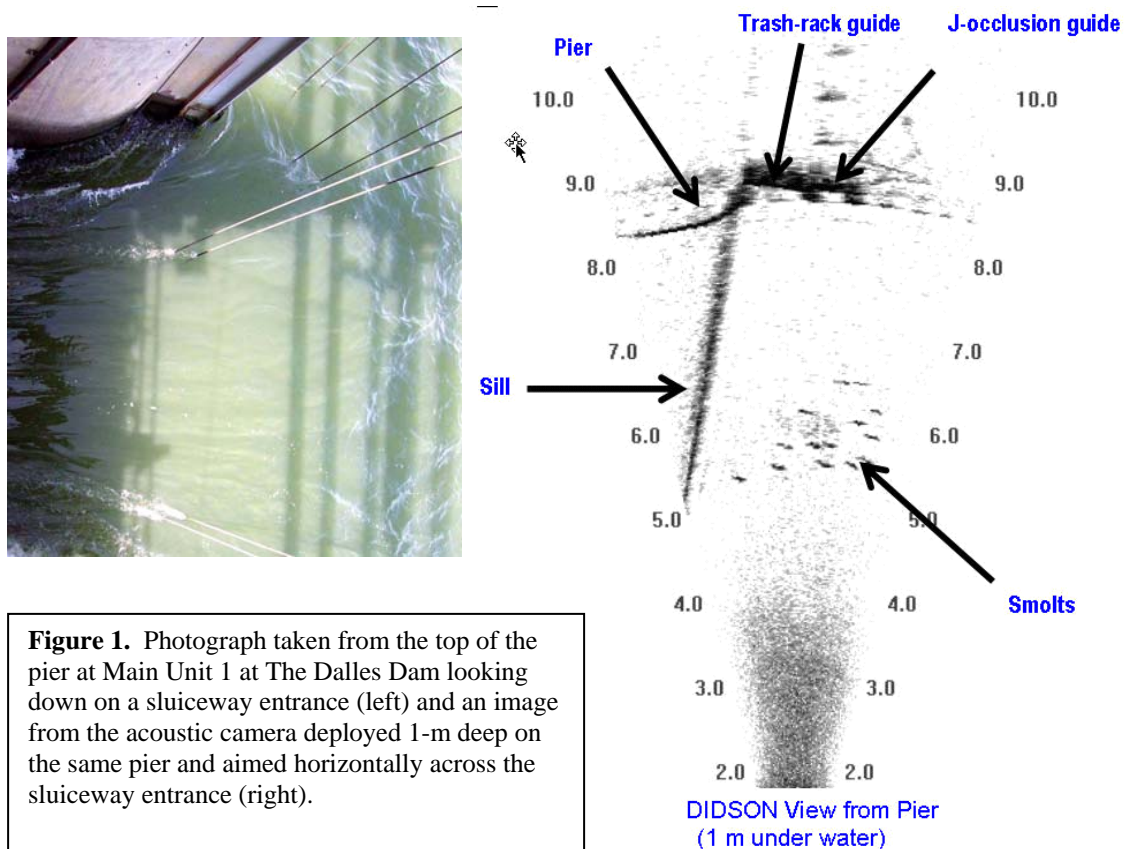 Trash-rack guide
J-occlusion guide
Pier
10.0
10.0
9.0
9.0
8.0
8.0
7.0
7.0
Sill
6.0
6.0
5.0
5.0
4.0
4.0
Smolts
3.0
3.0
2.0
2.0
DIDSON View from Pier
(1 m under water)
Figure 1. Photograph taken from the top of the
pier at Main Unit 1 at The Dalles Dam looking
down on a sluiceway entrance (left) and an image
from the acoustic camera deployed 1-m deep on
the same pier and aimed horizontally across the
sluiceway entrance (right).